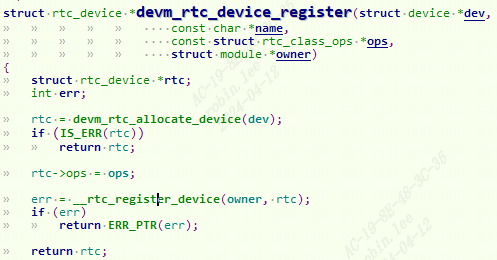 struct rtc_device *devm_rtc_device_register(struct device *dev,
const char *name,
const struct rtc_class_ops *ops,
struct module *owner)
{
struct rtc_device *rtc;
int err;
rtc = devm_rtc_allocate_device(dev);
if (IS_ERR(rtc))
return rtc;
rtc->ops = ops;
err = __rtc_register_device(owner, rtc);
if (err)
return ERR_PTR(err);
return rtc;